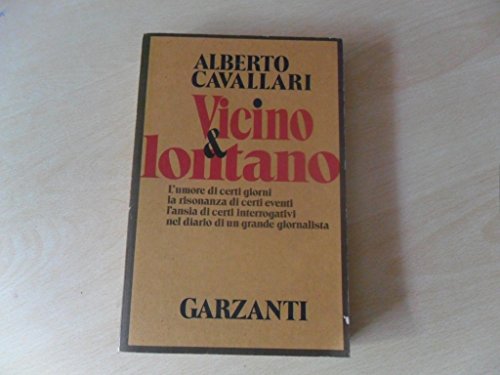 ALBERTO
CAVALLARI
Vicino
&
lontano
L'umore di certi giorni
la risonanza di certi eventi
l'ansia di certi interrogativi
nel diario di un grande giornalista
GARZANTI